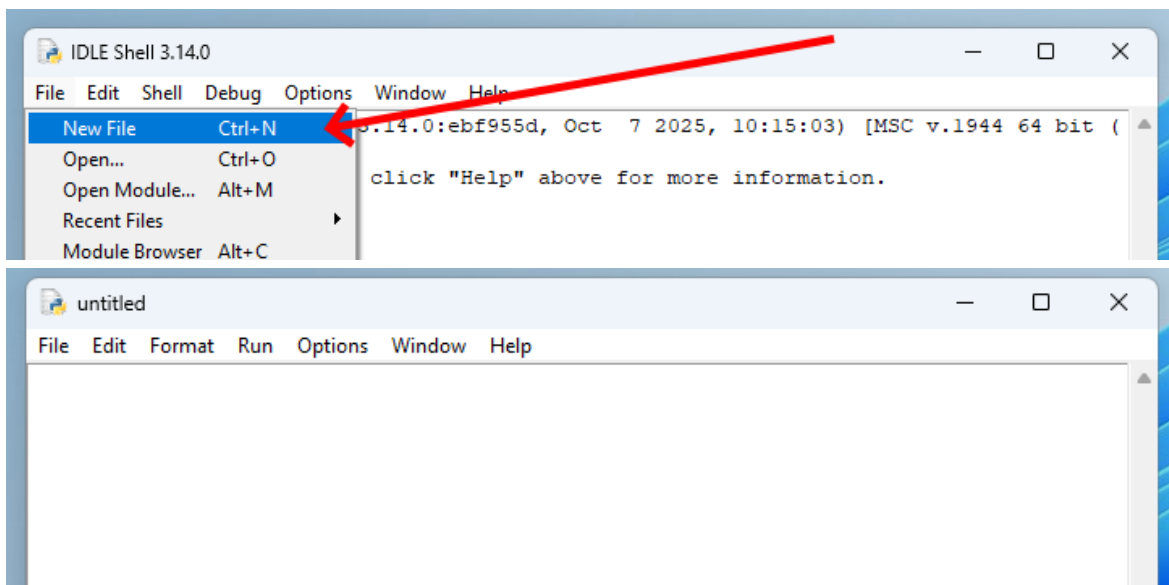 IDLE Shell 3.14.0
File Edit Shell Debug Options Window Help
New File Ctrl+N
3.14.0:ebf955d, Oct 7 2025, 10:15:03) [MSC v.1944 64 bit (
Open... Ctrl+O
click "Help" above for more information.
Open Module... Alt+M
Recent Files
Module Browser Alt+C
untitled
File Edit Format Run Options Window Help